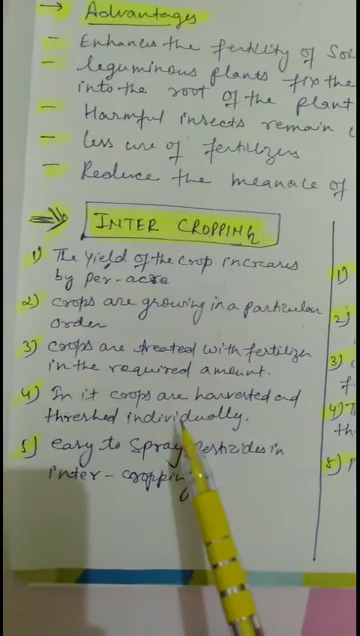 → Advantages
- Enhances the fertility of Soi
- leguminous plants fix the
into the root of the plant
- Harmful insects remain
- less use of fertilizers
- Reduce the meanace of
INTER CROPPING
1) The yield of the crop increases
by per-acre
2) crops are growing in a particular
order
3) crops are treated with fertilizer
in the required amount.
4) In it crops are harvested and
threshed individually.
5) easy to spray Pesticides in
inter-cropping
1)
2)
3)
4)
th
5)